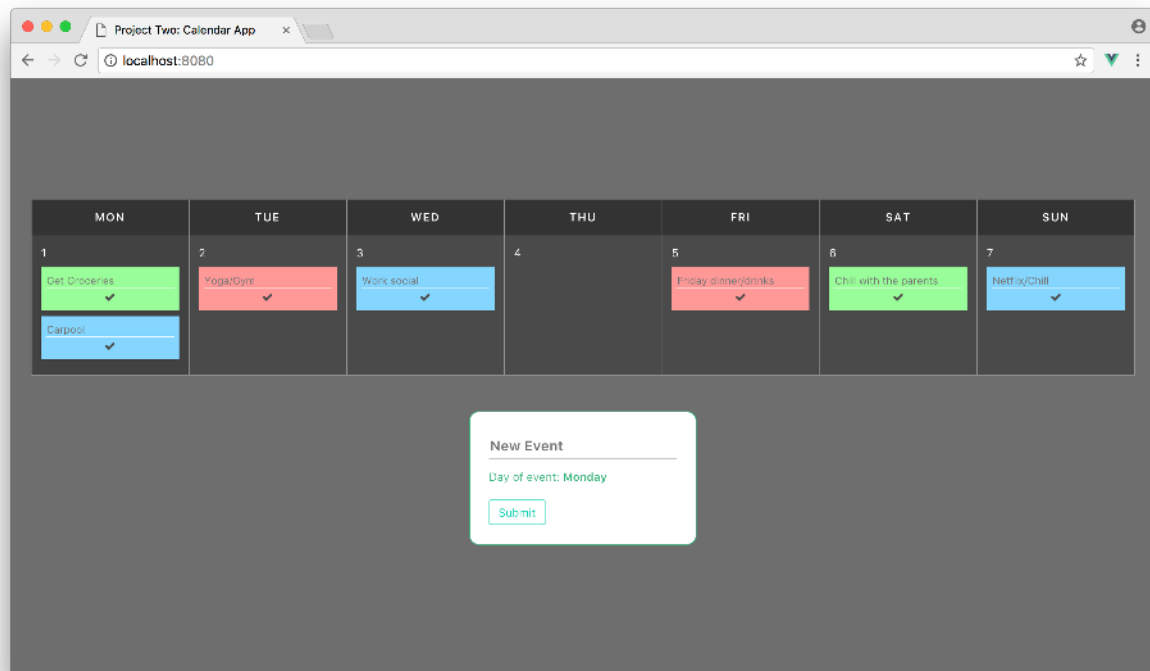 Project Two: Calendar App
localhost:8080
MON TUE WED THU FRI SAT SUN
1 2 3 4 5 6 7
Get Groceries Yoga/Gym Work social Friday dinner/drinks Chill with the parents Netflix/Chill
Carpool
New Event
Day of event: Monday
Submit